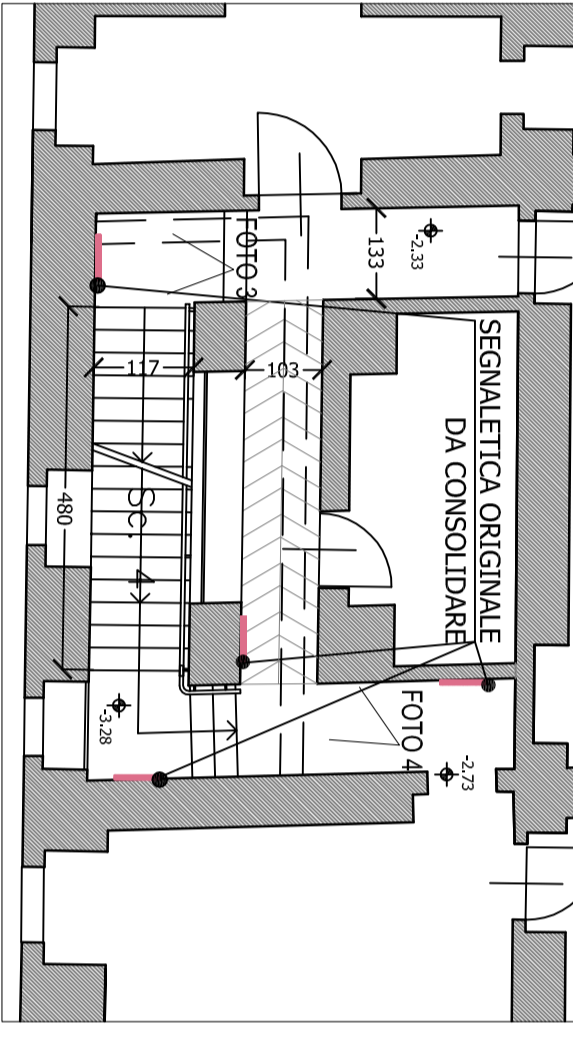 SEGNALETICA ORIGINALE
DA CONSOLIDARE
-2.33
133
FOTO 3
103
117
480
Sc. 4
FOTO 4
-2.73
-3.28